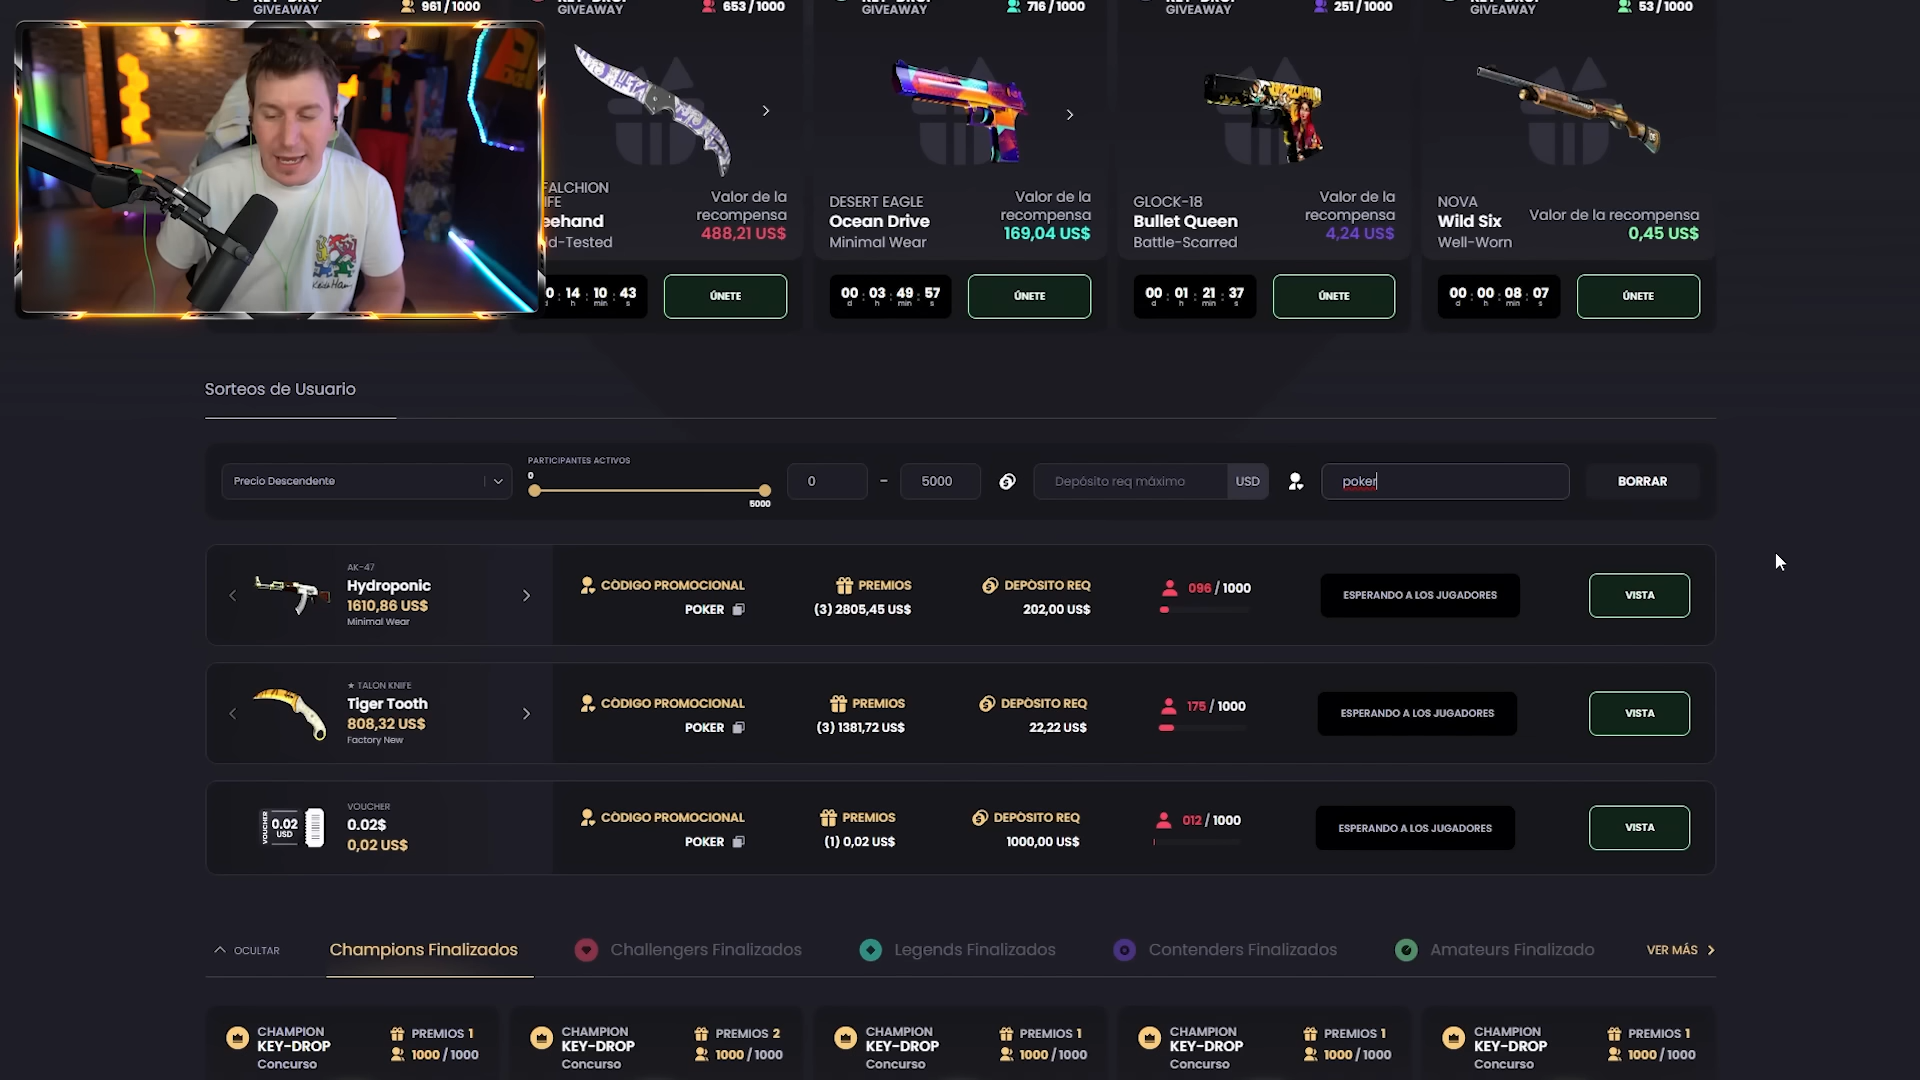 GIVEAWAY
961 / 1000
GIVEAWAY
653 / 1000
GIVEAWAY
716 / 1000
GIVEAWAY
251 / 1000
GIVEAWAY
53 / 1000
FALCHION
IFE
eehand
ld-Tested
Valor de la
recompensa
488,21 US$
DESERT EAGLE
Ocean Drive
Minimal Wear
Valor de la
recompensa
169,04 US$
GLOCK-18
Bullet Queen
Battle-Scarred
Valor de la
recompensa
4,24 US$
NOVA
Wild Six
Well-Worn
Valor de la recompensa
0,45 US$
0 : 14 : 10 : 43
d h min s
ÚNETE
00 : 03 : 49 : 57
d h min s
ÚNETE
00 : 01 : 21 : 37
d h min s
ÚNETE
00 : 00 : 08 : 07
d h min s
ÚNETE
Sorteos de Usuario
Precio Descendente
PARTICIPANTES ACTIVOS
0
5000
0 – 5000
Depósito req máximo USD
poker
BORRAR
AK-47
Hydroponic
1610,86 US$
Minimal Wear
CÓDIGO PROMOCIONAL
POKER
PREMIOS
(3) 2805,45 US$
DEPÓSITO REQ
202,00 US$
096 / 1000
ESPERANDO A LOS JUGADORES
VISTA
★ TALON KNIFE
Tiger Tooth
808,32 US$
Factory New
CÓDIGO PROMOCIONAL
POKER
PREMIOS
(3) 1381,72 US$
DEPÓSITO REQ
22,22 US$
175 / 1000
ESPERANDO A LOS JUGADORES
VISTA
VOUCHER
0.02
USD
VOUCHER
0.02$
0,02 US$
CÓDIGO PROMOCIONAL
POKER
PREMIOS
(1) 0,02 US$
DEPÓSITO REQ
1000,00 US$
012 / 1000
ESPERANDO A LOS JUGADORES
VISTA
OCULTAR
Champions Finalizados
Challengers Finalizados
Legends Finalizados
Contenders Finalizados
Amateurs Finalizado
VER MÁS
CHAMPION
KEY-DROP
Concurso
PREMIOS 1
1000 / 1000
CHAMPION
KEY-DROP
Concurso
PREMIOS 2
1000 / 1000
CHAMPION
KEY-DROP
Concurso
PREMIOS 1
1000 / 1000
CHAMPION
KEY-DROP
Concurso
PREMIOS 1
1000 / 1000
CHAMPION
KEY-DROP
Concurso
PREMIOS 1
1000 / 1000